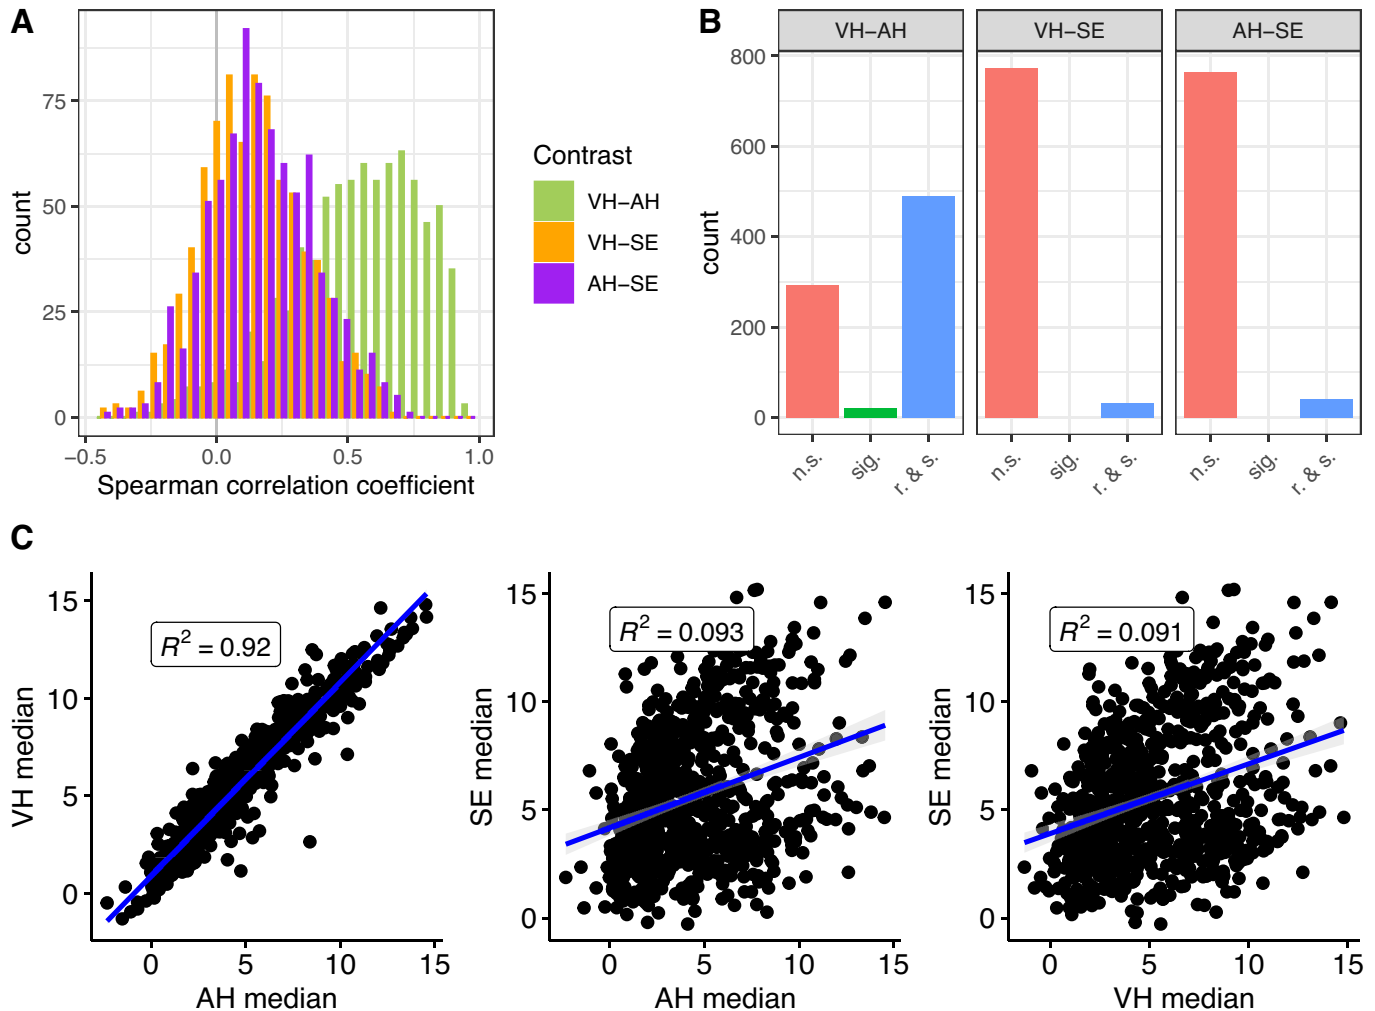 A
count
75
50
25
0
−0.5
0.0
0.5
1.0
Spearman correlation coefficient
Contrast
VH−AH
VH−SE
AH−SE
B
VH−AH
VH−SE
AH−SE
count
800
600
400
200
0
n.s.
sig.
r. & s.
n.s.
sig.
r. & s.
n.s.
sig.
r. & s.
C
VH median
15
10
5
0
R² = 0.92
0
5
10
15
AH median
SE median
15
10
5
0
R² = 0.093
0
5
10
15
AH median
SE median
15
10
5
0
R² = 0.091
0
5
10
15
VH median